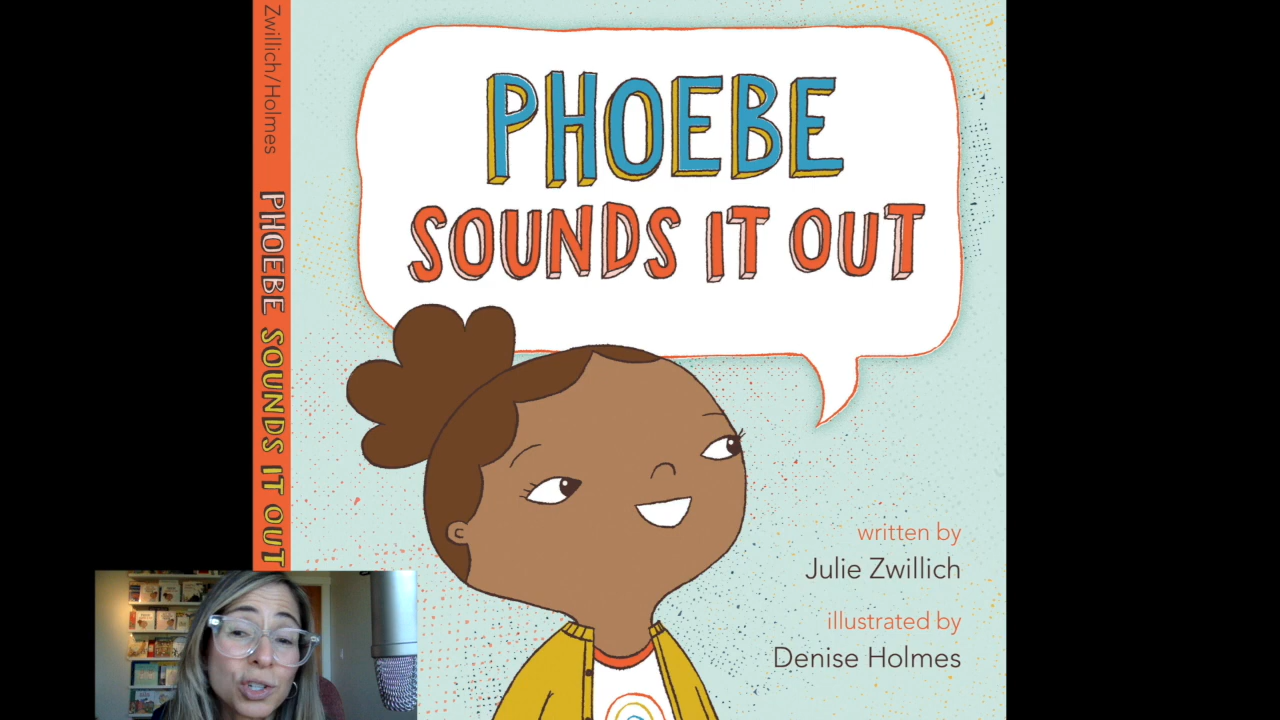 Zwillich/Holmes
PHOEBE SOUNDS IT OUT
PHOEBE
SOUNDS IT OUT
written by
Julie Zwillich
illustrated by
Denise Holmes